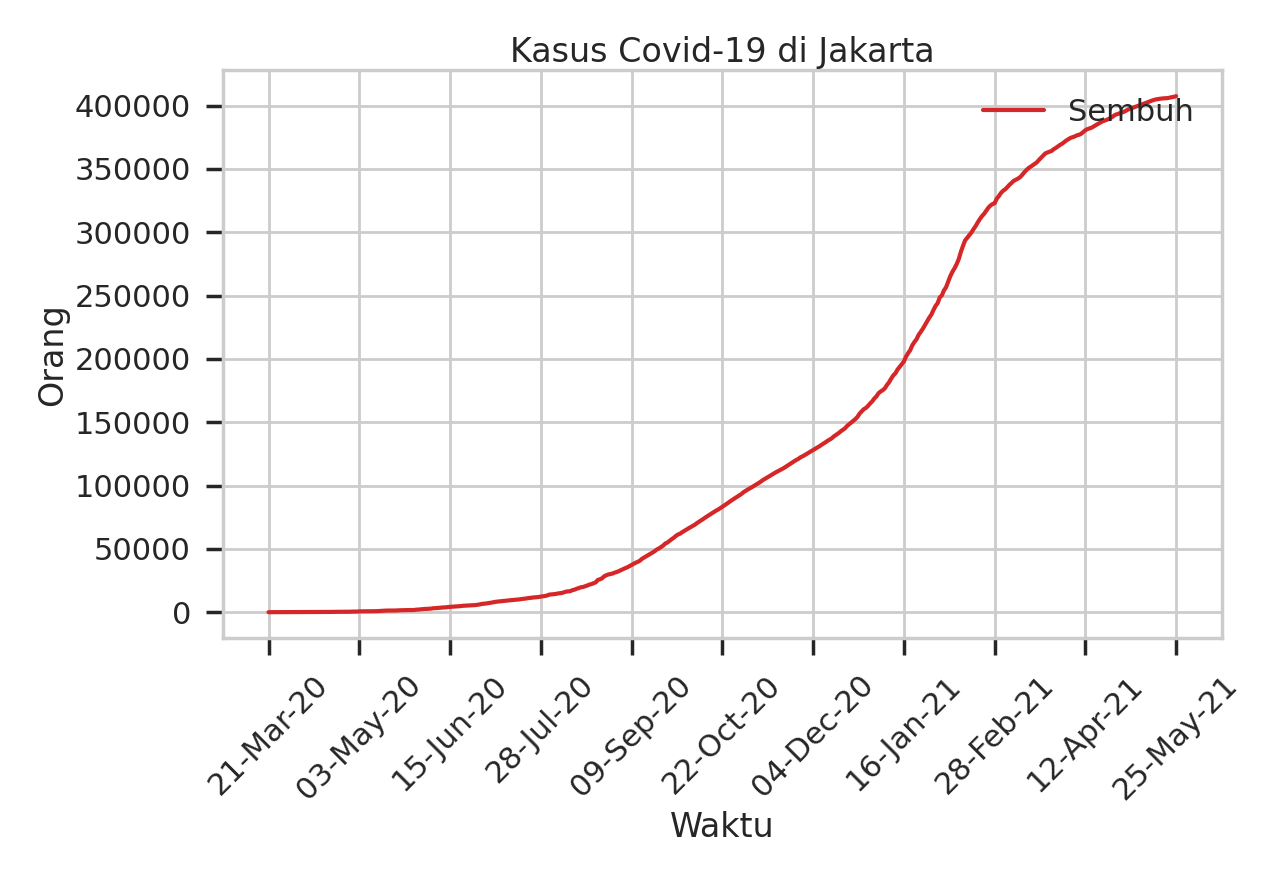 Kasus Covid-19 di Jakarta
Sembuh
Orang
400000
350000
300000
250000
200000
150000
100000
50000
0
21-Mar-20
03-May-20
15-Jun-20
28-Jul-20
09-Sep-20
22-Oct-20
04-Dec-20
16-Jan-21
28-Feb-21
12-Apr-21
25-May-21
Waktu